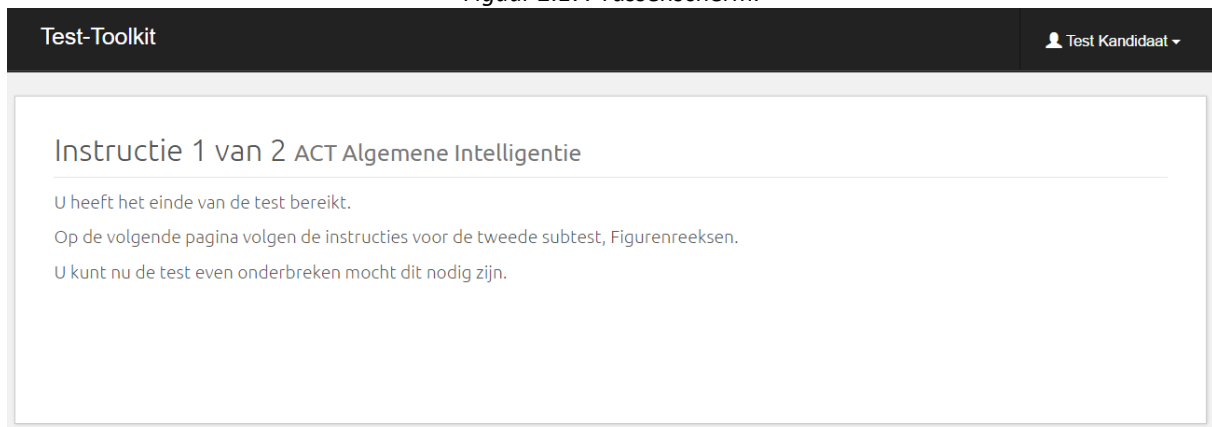 Test-Toolkit
Test Kandidaat
Instructie 1 van 2 ACT Algemene Intelligentie
U heeft het einde van de test bereikt.
Op de volgende pagina volgen de instructies voor de tweede subtest, Figurenreeksen.
U kunt nu de test even onderbreken mocht dit nodig zijn.